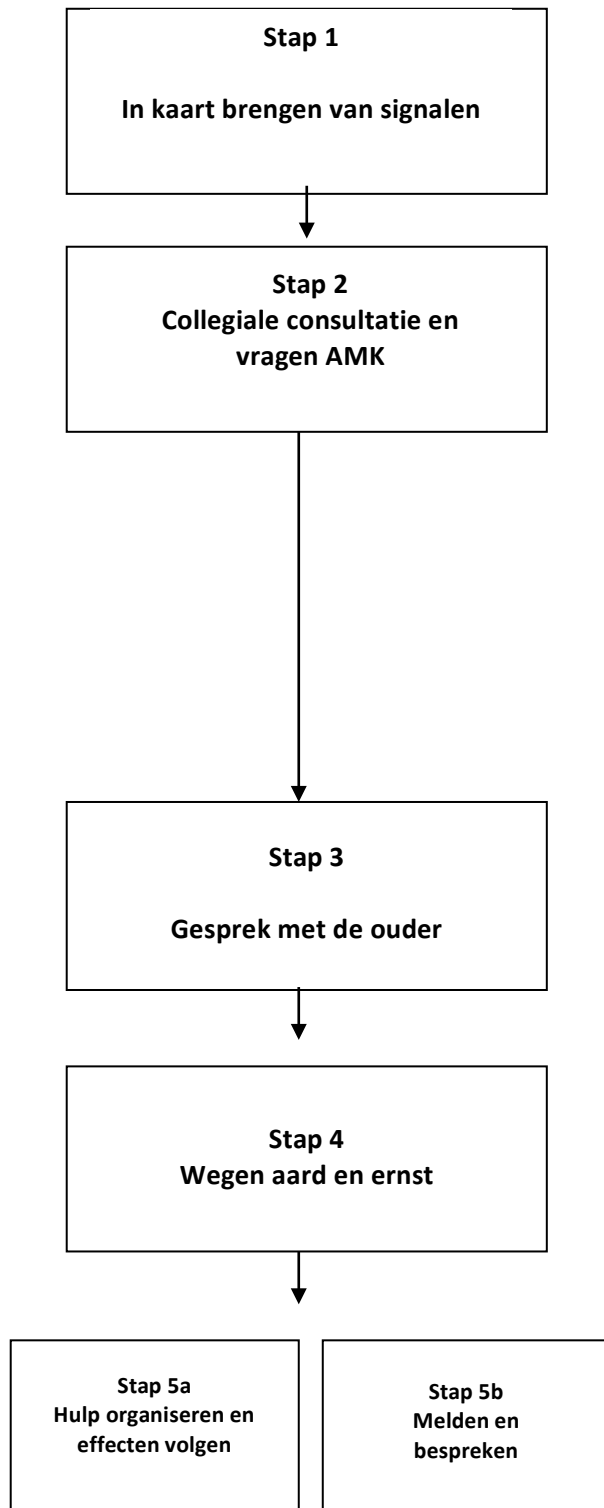 Stap 1
In kaart brengen van signalen
Stap 2
Collegiale consultatie en
vragen AMK
Stap 3
Gesprek met de ouder
Stap 4
Wegen aard en ernst
Stap 5a
Hulp organiseren en
effecten volgen
Stap 5b
Melden en
bespreken